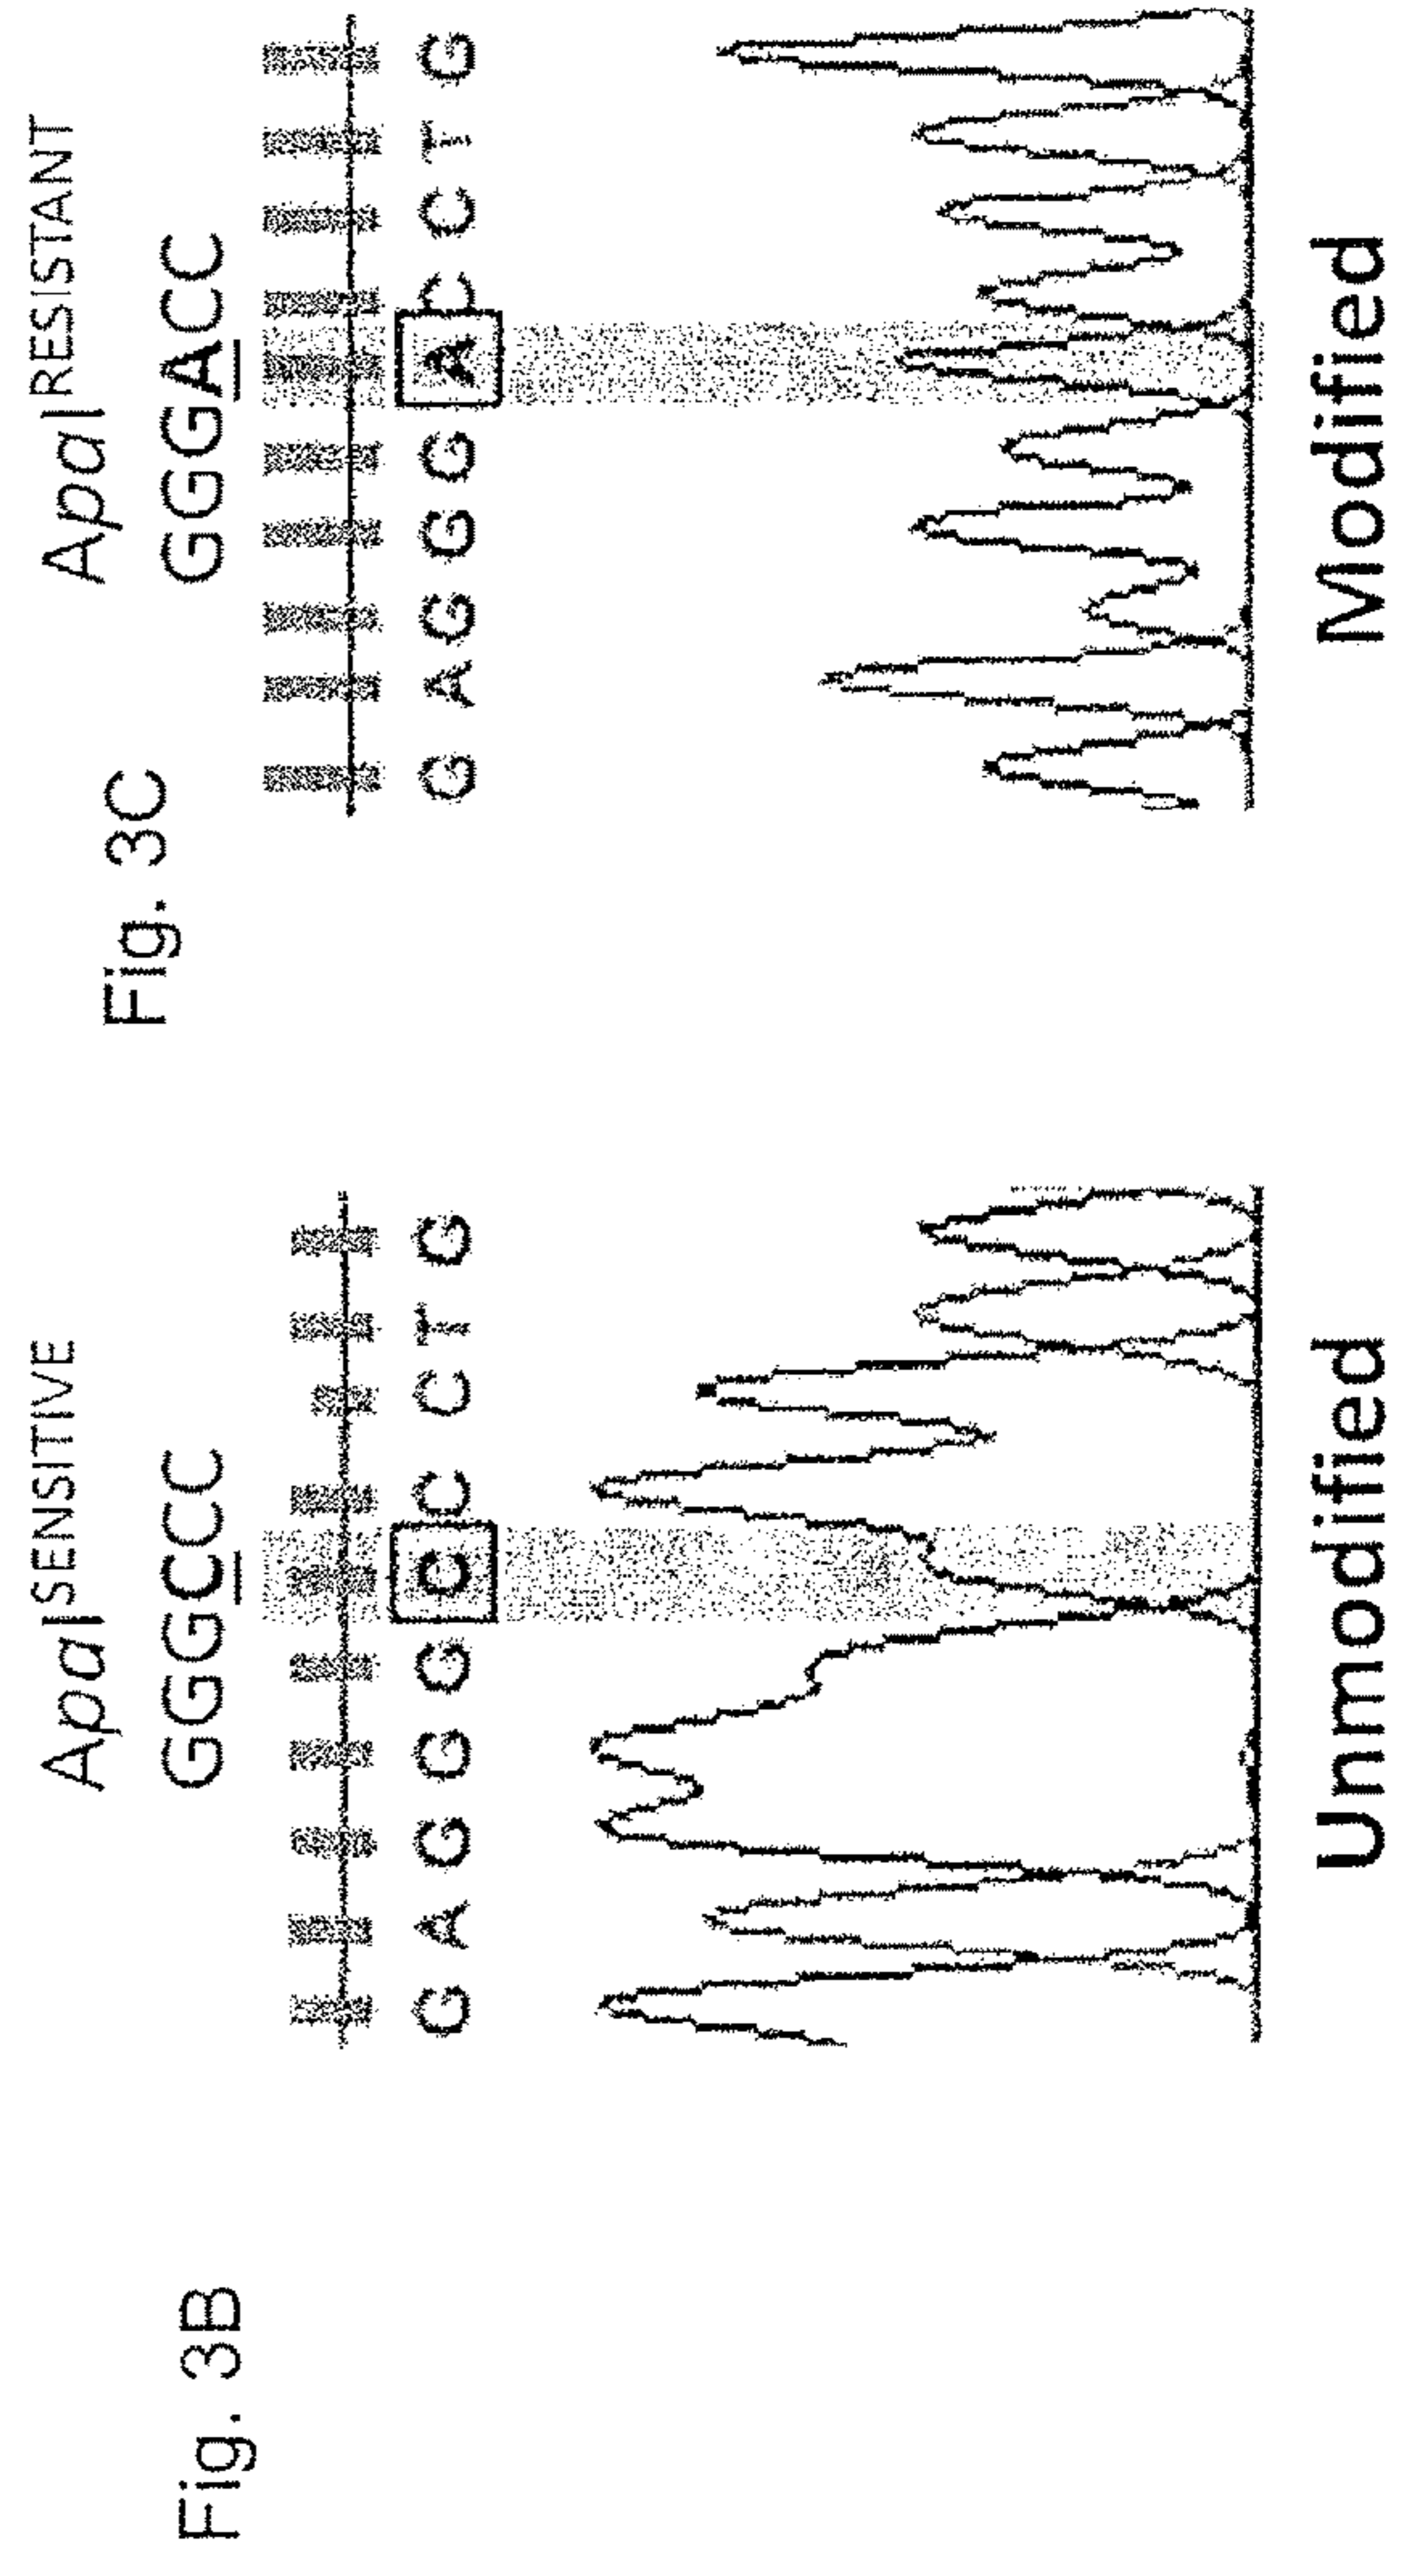 Fig. 3B
ApaI SENSITIVE
GGGCCC
G A G G G C C C T G
Unmodified
Fig. 3C
ApaI RESISTANT
GGGACC
G A G G G A C C T G
Modified